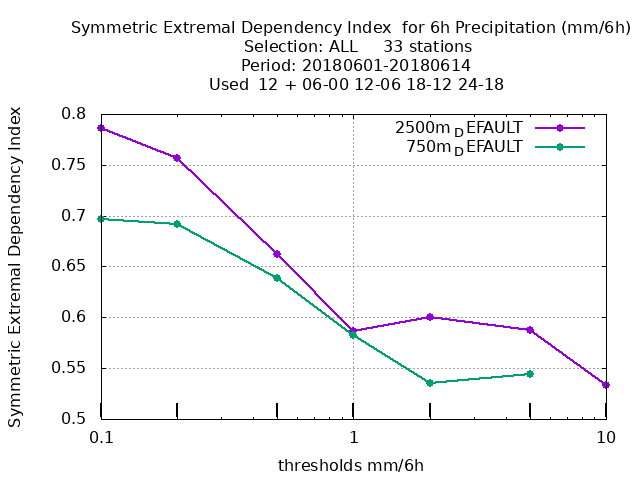 Symmetric Extremal Dependency Index  for 6h Precipitation (mm/6h)
Selection: ALL     33 stations
Period: 20180601-20180614
Used  12 + 06-00 12-06 18-12 24-18
Symmetric Extremal Dependency Index
0.8
0.75
0.7
0.65
0.6
0.55
0.5
2500m_DEFAULT
750m_DEFAULT
0.1 1 10
thresholds mm/6h